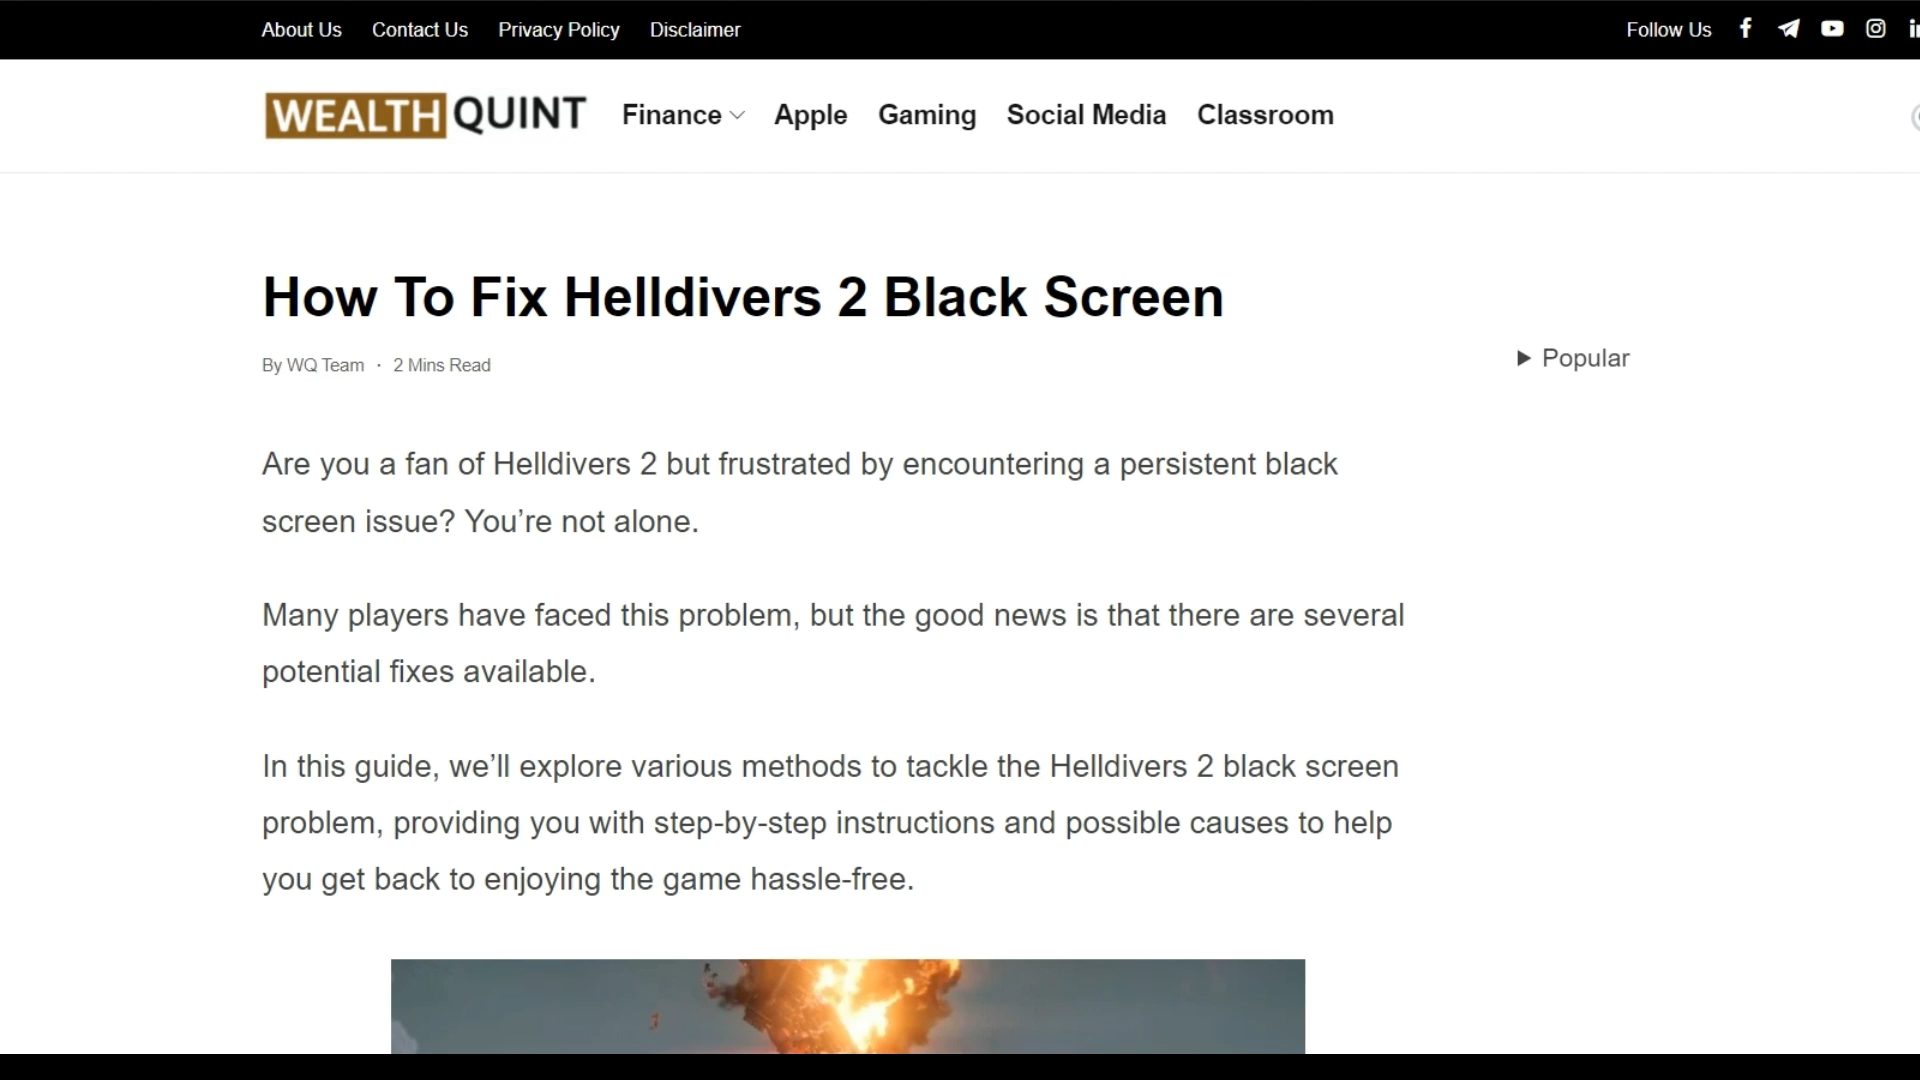 About Us Contact Us Privacy Policy Disclaimer Follow Us
WEALTH QUINT Finance Apple Gaming Social Media Classroom
How To Fix Helldivers 2 Black Screen
By WQ Team · 2 Mins Read
Popular
Are you a fan of Helldivers 2 but frustrated by encountering a persistent black
screen issue? You’re not alone.
Many players have faced this problem, but the good news is that there are several
potential fixes available.
In this guide, we’ll explore various methods to tackle the Helldivers 2 black screen
problem, providing you with step-by-step instructions and possible causes to help
you get back to enjoying the game hassle-free.